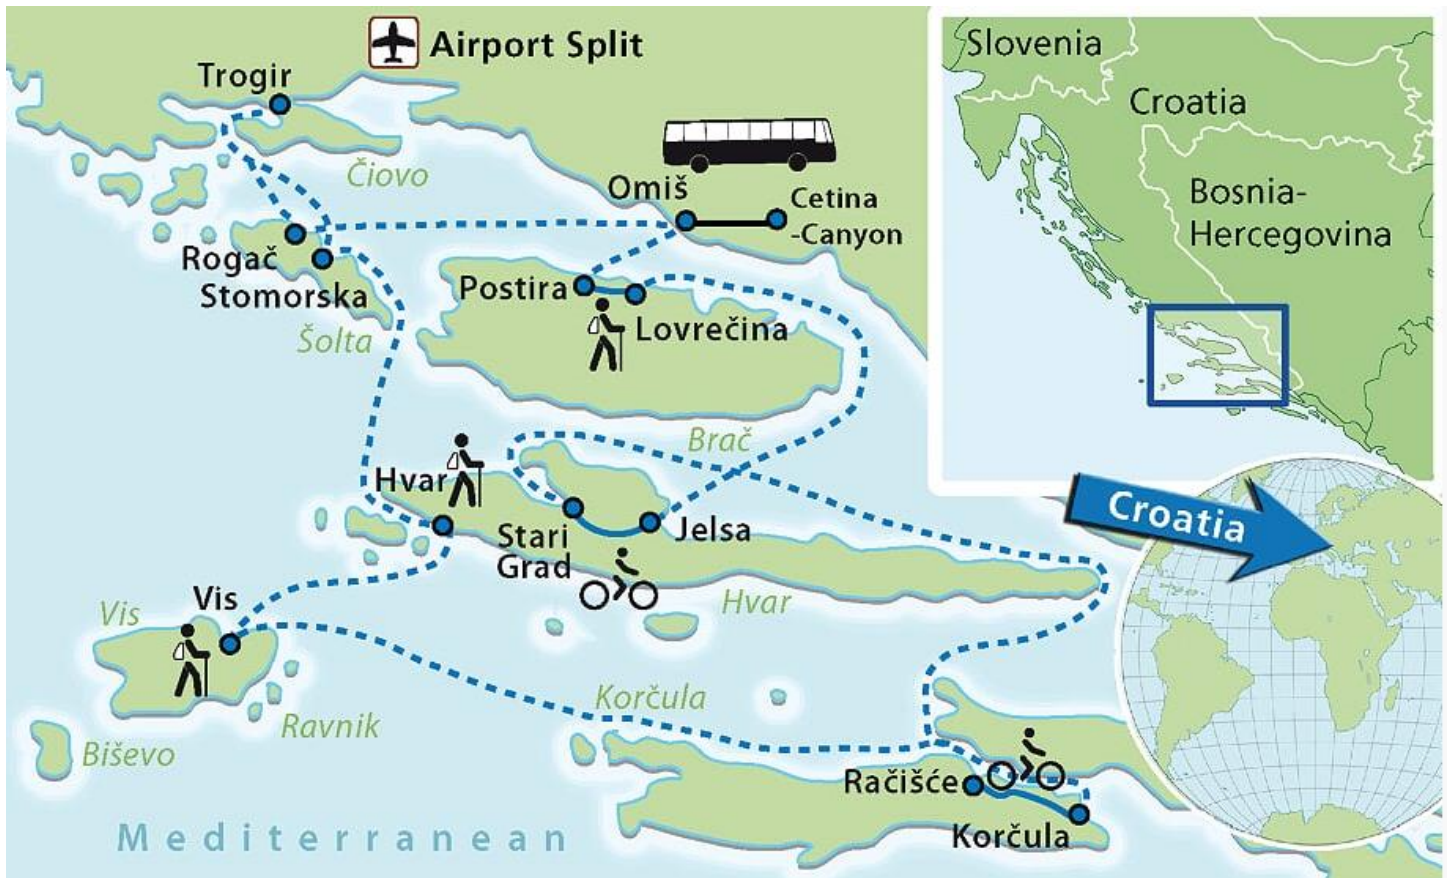 Airport Split
Trogir
Čiovo
Omiš
Cetina
-Canyon
Rogač
Stomorska
Šolta
Postira
Lovrečina
Brač
Hvar
Stari
Grad
Jelsa
Hvar
Vis
Vis
Ravnik
Biševo
Korčula
Račišće
Korčula
Mediterranean
Slovenia
Croatia
Bosnia-
Hercegovina
Croatia